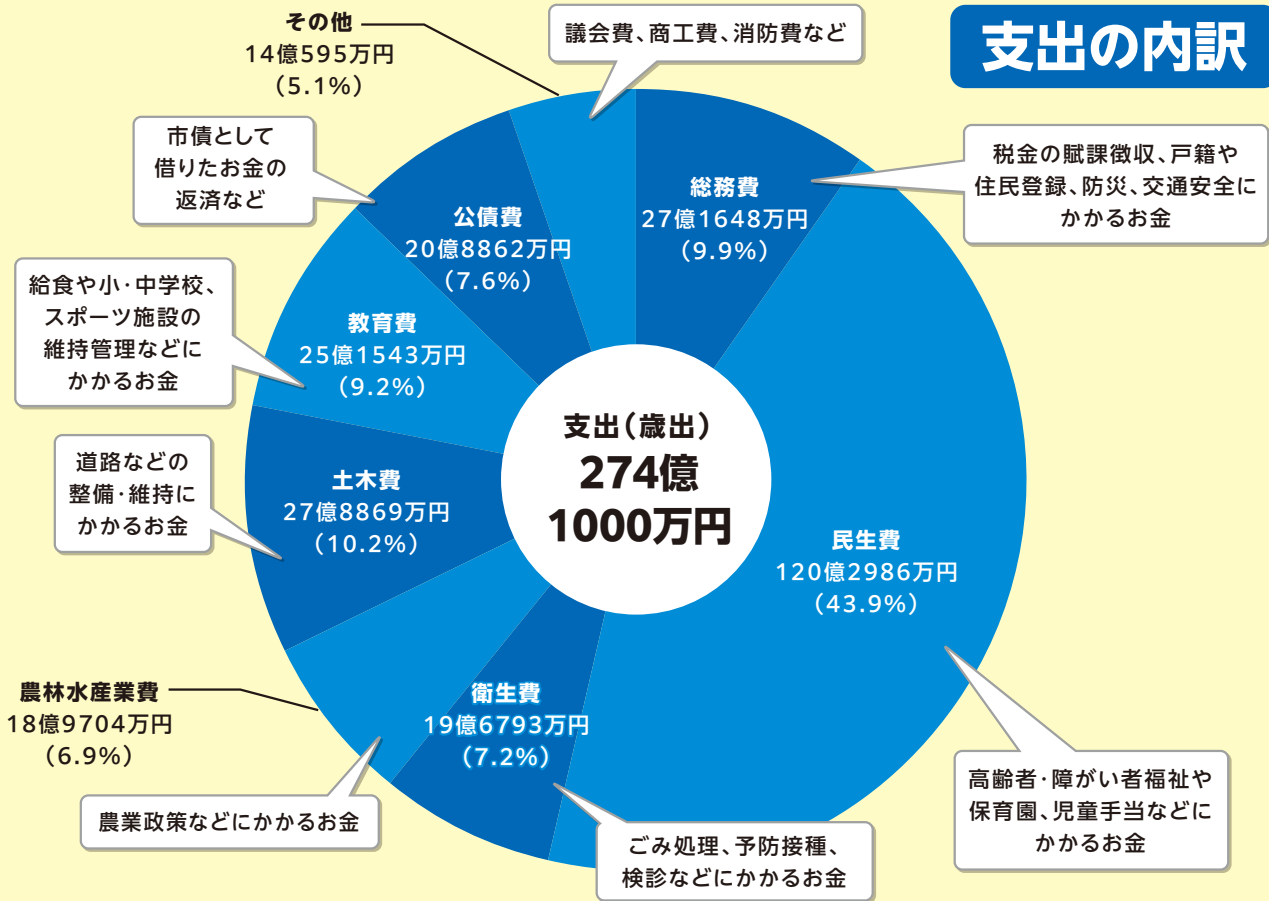 支出の内訳
その他
14億595万円
(5.1%)
議会費、商工費、消防費など
総務費
27億1648万円
(9.9%)
税金の賦課徴収、戸籍や
住民登録、防災、交通安全に
かかるお金
市債として
借りたお金の
返済など
公債費
20億8862万円
(7.6%)
給食や小・中学校、
スポーツ施設の
維持管理などに
かかるお金
教育費
25億1543万円
(9.2%)
支出(歳出)
274億
1000万円
道路などの
整備・維持に
かかるお金
土木費
27億8869万円
(10.2%)
民生費
120億2986万円
(43.9%)
高齢者・障がい者福祉や
保育園、児童手当などに
かかるお金
農林水産業費
18億9704万円
(6.9%)
農業政策などにかかるお金
衛生費
19億6793万円
(7.2%)
ごみ処理、予防接種、
検診などにかかるお金